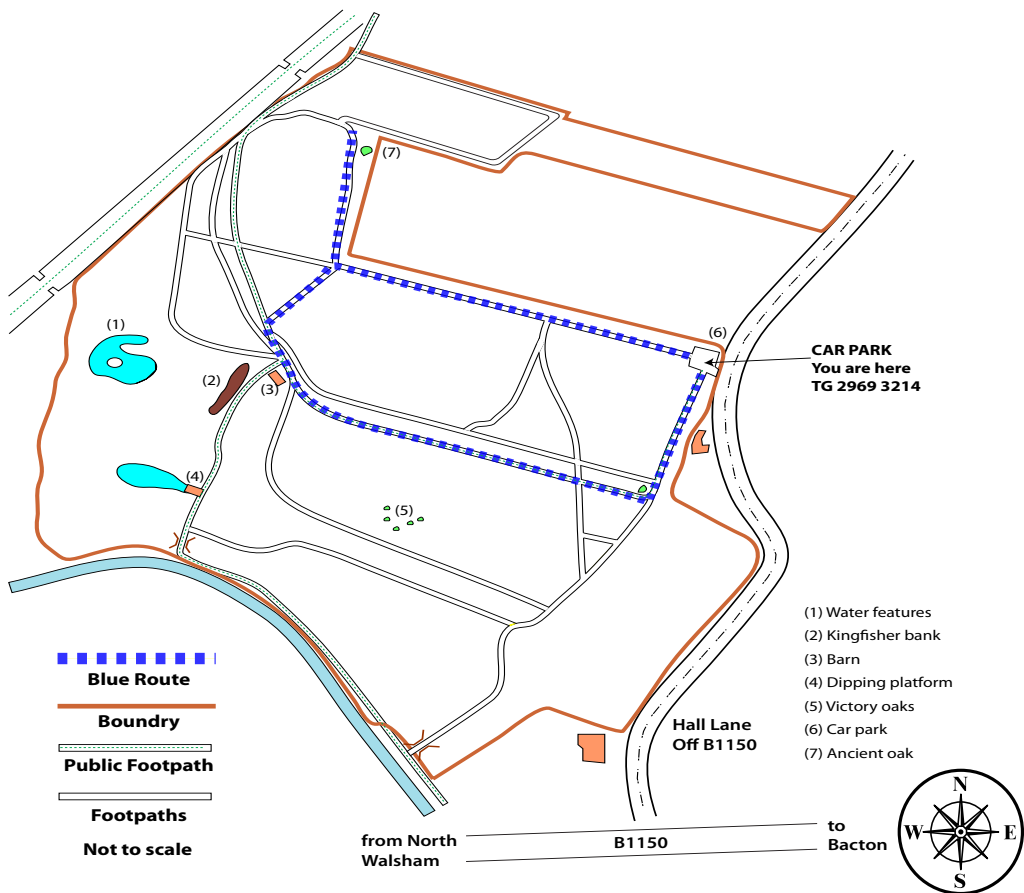 (7)
(1)
(6)
CAR PARK
You are here
TG 2969 3214
(2)
(3)
(4)
(5)
(1) Water features
(2) Kingfisher bank
(3) Barn
(4) Dipping platform
(5) Victory oaks
(6) Car park
(7) Ancient oak
Blue Route
Boundry
Public Footpath
Footpaths
Not to scale
Hall Lane
Off B1150
from North
Walsham
B1150
to
Bacton
N
W
E
S